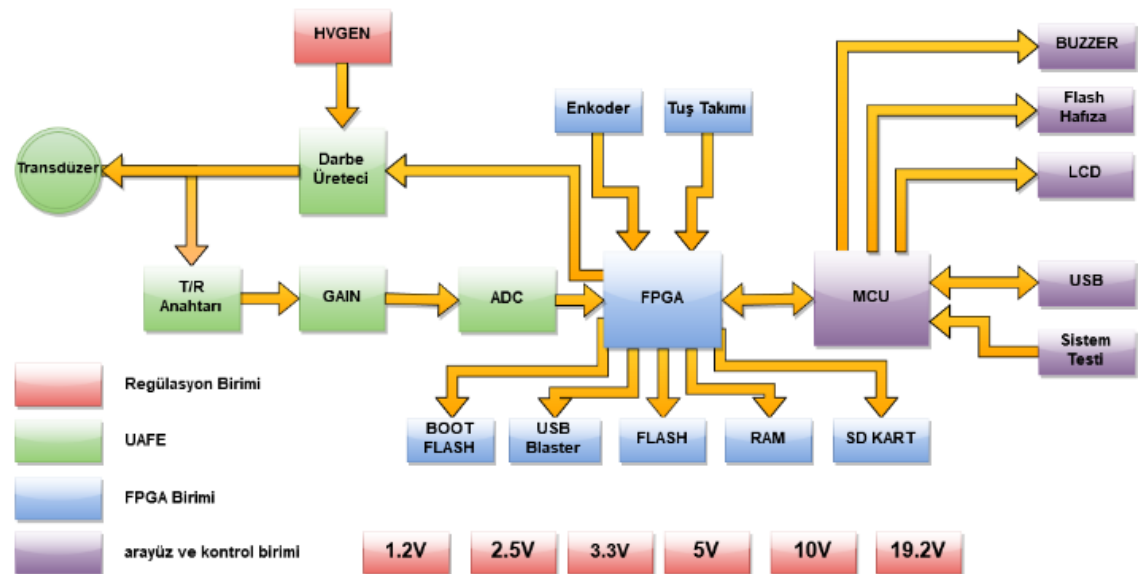 HVGEN
BUZZER
Enkoder
Tuş Takımı
Flash
Hafıza
Transdüzer
Darbe
Üreteci
LCD
T/R
Anahtarı
GAIN
ADC
FPGA
MCU
USB
Sistem
Testi
Regülasyon Birimi
BOOT
FLASH
USB
Blaster
FLASH
RAM
SD KART
UAFE
FPGA Birimi
arayüz ve kontrol birimi
1.2V
2.5V
3.3V
5V
10V
19.2V